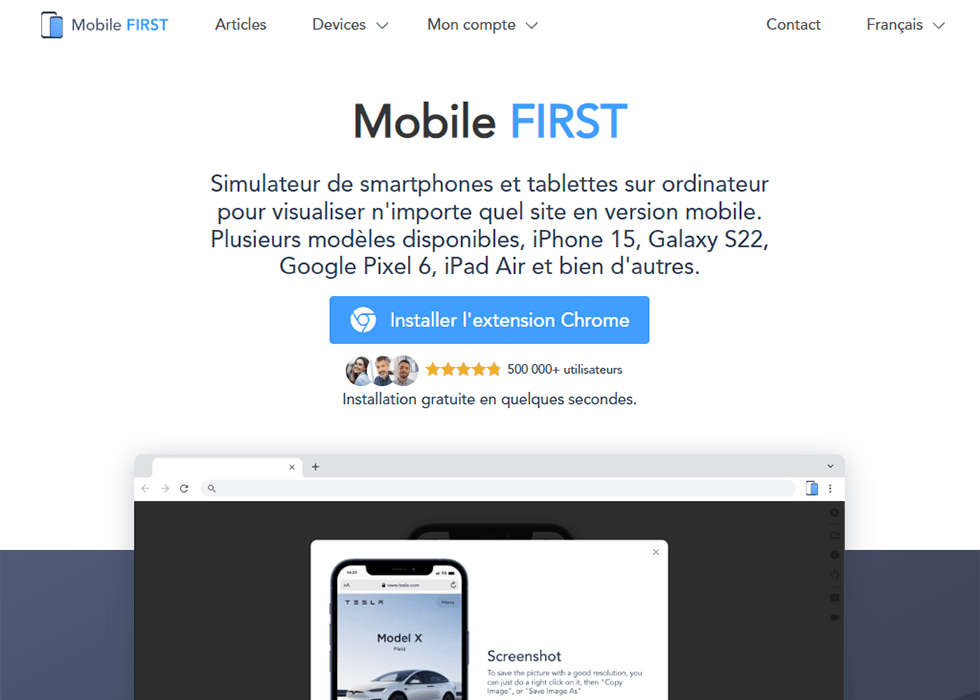 Mobile FIRST
Articles
Devices
Mon compte
Contact
Français
Mobile FIRST
Simulateur de smartphones et tablettes sur ordinateur
pour visualiser n'importe quel site en version mobile.
Plusieurs modèles disponibles, iPhone 15, Galaxy S22,
Google Pixel 6, iPad Air et bien d'autres.
Installer l'extension Chrome
500 000+ utilisateurs
Installation gratuite en quelques secondes.
www.tesla.com
TESLA
Menu
Model X
Plaid
Screenshot
To save the picture with a good resolution, you
can just do a right click on it, then "Copy
Image", or "Save Image As"